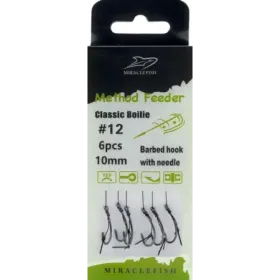 MIRACLEFISH
Method Feeder
Classic Boilie
#12
6pcs
10mm
Barbed hook
with needle
MIRACLEFISH